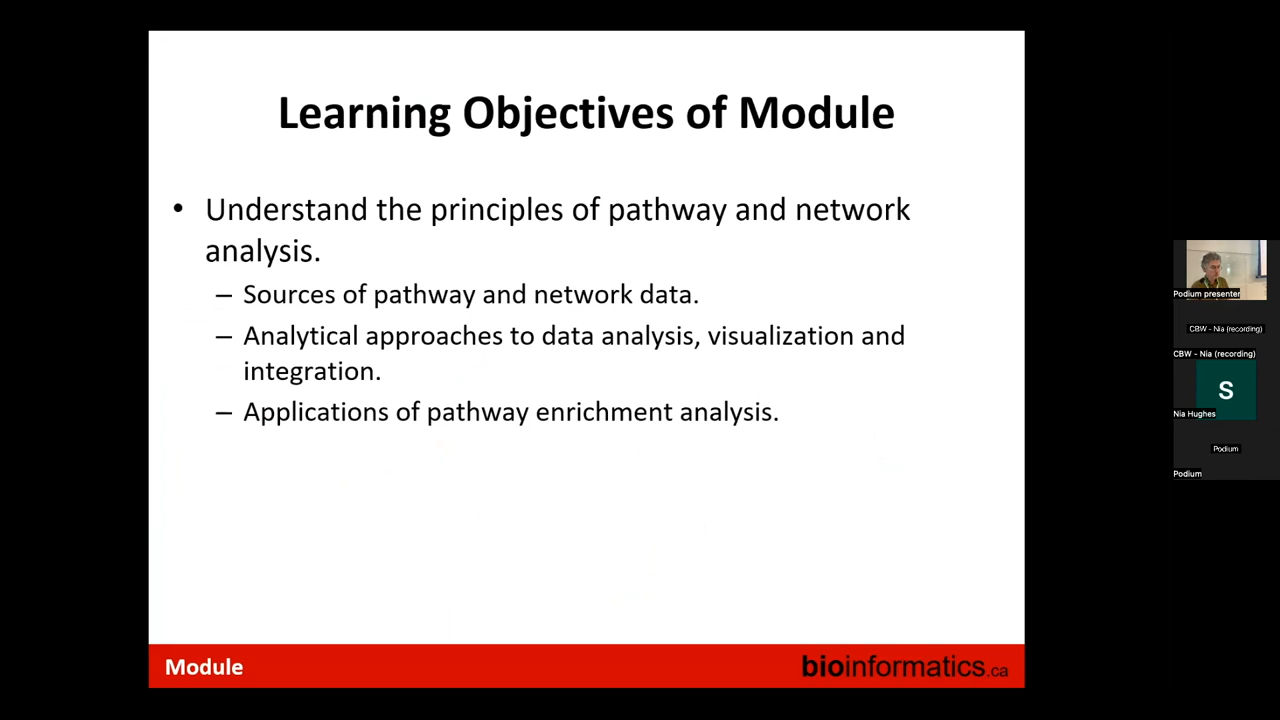 Learning Objectives of Module
• Understand the principles of pathway and network
analysis.
– Sources of pathway and network data.
– Analytical approaches to data analysis, visualization and
integration.
– Applications of pathway enrichment analysis.
Module
bioinformatics.ca
Podium presenter
CBW - Nia (recording)
CBW - Nia (recording)
S
Nia Hughes
Podium
Podium